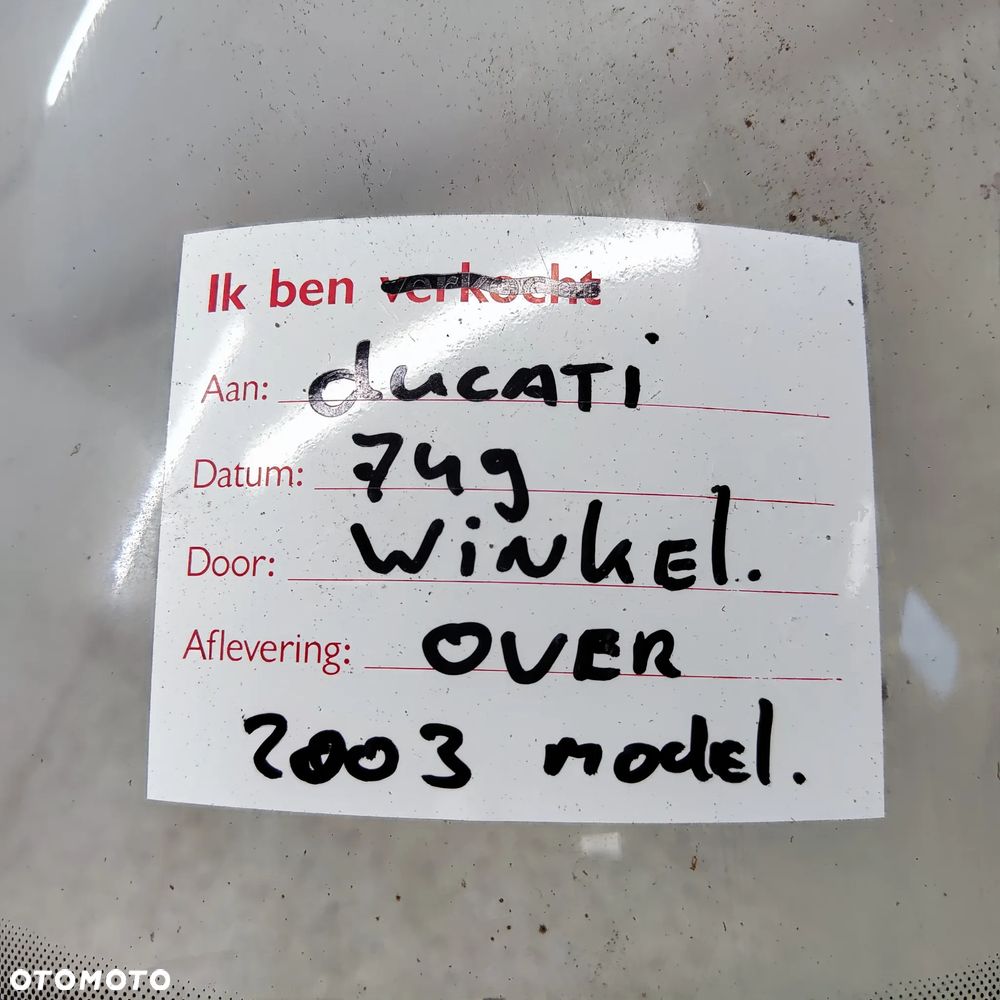 Ik ben verkocht
Aan: ducati
Datum: 749
Door: winkel.
Aflevering: over
2003 model.
OTOMOTO